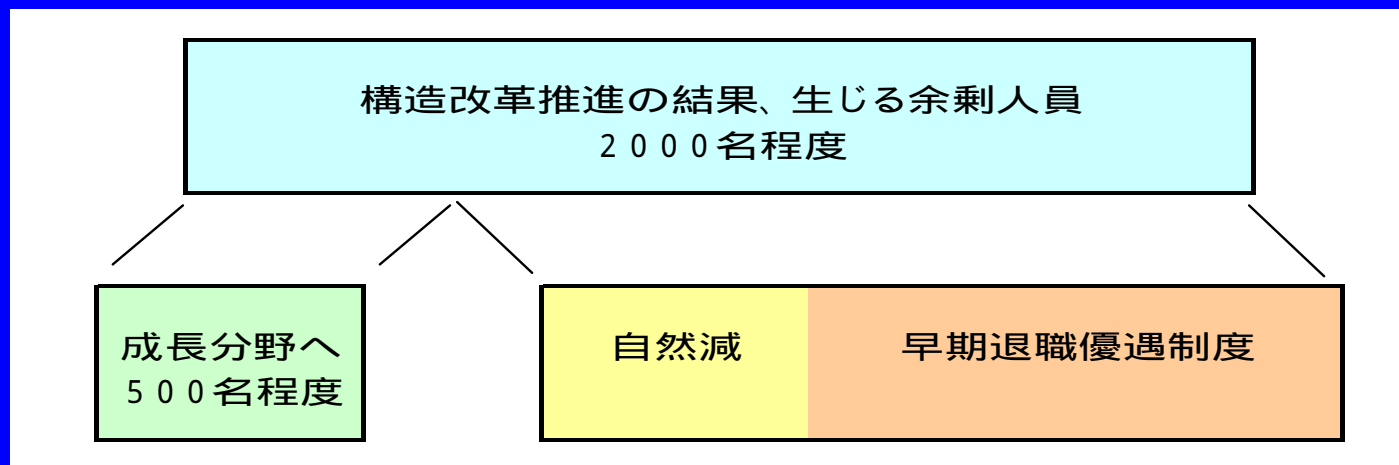 構造改革推進の結果、生じる余剰人員
2000名程度
成長分野へ
500名程度
自然減
早期退職優遇制度